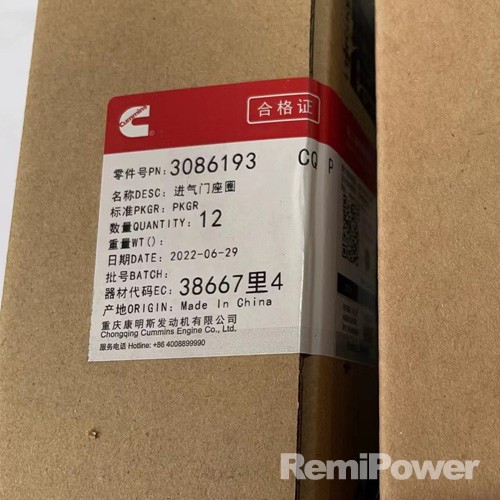 Cummins
合格证
零件号PN: 3086193 CQ P
名称DESC: 进气门座圈
标准PKGR: PKGR
数量QUANTITY: 12
重量WT():
日期DATE: 2022-06-29
批号BATCH:
器材代码EC: 38667里4
产地ORIGIN: Made In China
重庆康明斯发动机有限公司
Chongqing Cummins Engine Co., Ltd.
服务电话 Hotline: +86 4008899990
RemiPower